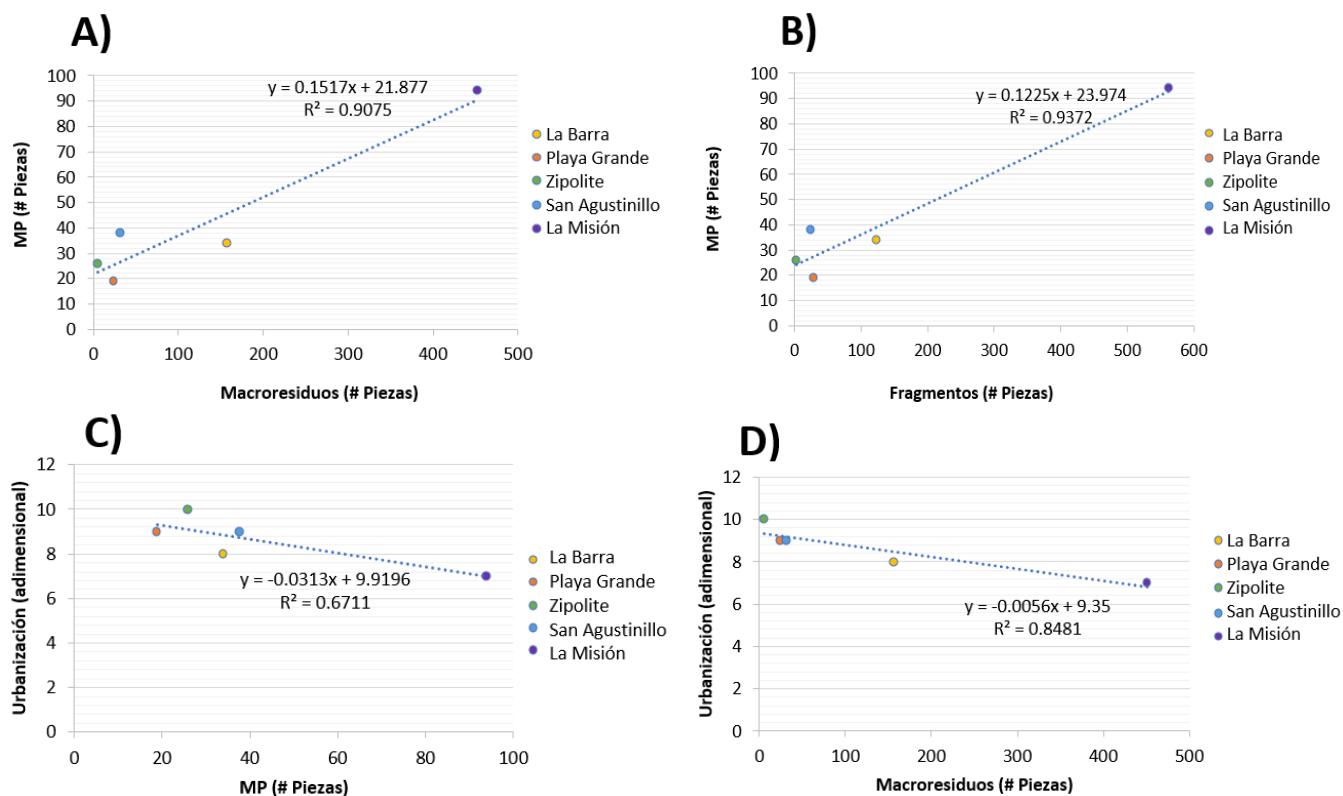 A)
y = 0.1517x + 21.877
R² = 0.9075
MP (# Piezas)
100
90
80
70
60
50
40
30
20
10
0
0 100 200 300 400 500
Macroresiduos (# Piezas)
La Barra
Playa Grande
Zipolite
San Agustinillo
La Misión
B)
y = 0.1225x + 23.974
R² = 0.9372
MP (# Piezas)
100
90
80
70
60
50
40
30
20
10
0
0 100 200 300 400 500 600
Fragmentos (# Piezas)
La Barra
Playa Grande
Zipolite
San Agustinillo
La Misión
C)
Urbanización (adimensional)
12
10
8
6
4
2
0
y = -0.0313x + 9.9196
R² = 0.6711
0 20 40 60 80 100
MP (# Piezas)
La Barra
Playa Grande
Zipolite
San Agustinillo
La Misión
D)
Urbanización (adimensional)
12
10
8
6
4
2
0
y = -0.0056x + 9.35
R² = 0.8481
0 100 200 300 400 500
Macroresiduos (# Piezas)
La Barra
Playa Grande
Zipolite
San Agustinillo
La Misión